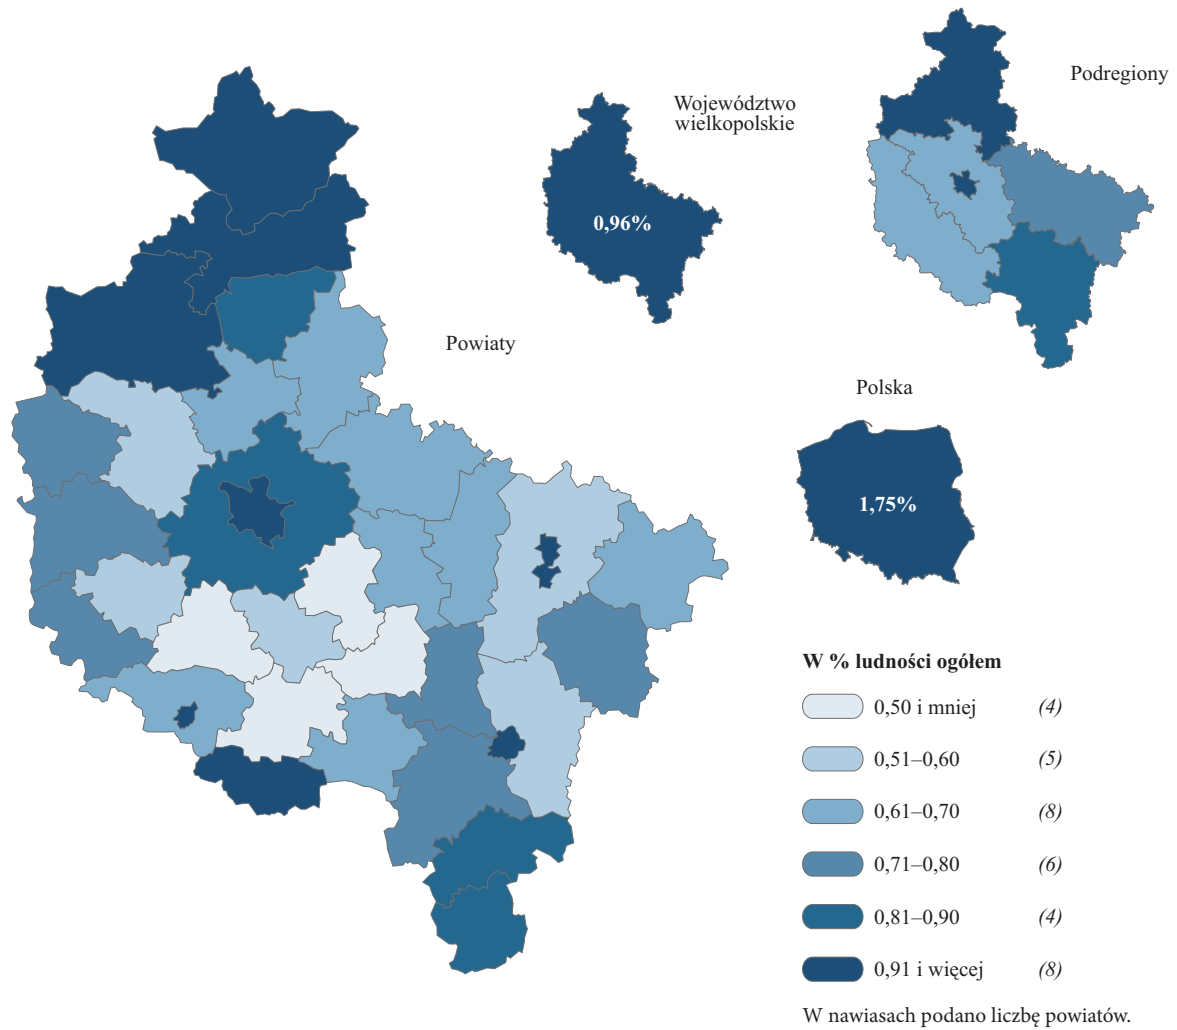 Podregiony
Województwo
wielkopolskie
0,96%
Powiaty
Polska
1,75%
W % ludności ogółem
0,50 i mniej (4)
0,51–0,60 (5)
0,61–0,70 (8)
0,71–0,80 (6)
0,81–0,90 (4)
0,91 i więcej (8)
W nawiasach podano liczbę powiatów.